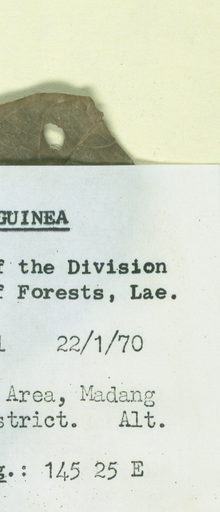 GUINEA
f the Division
f Forests, Lae.
l 22/1/70
Area, Madang
strict. Alt.
g.: 145 25 E